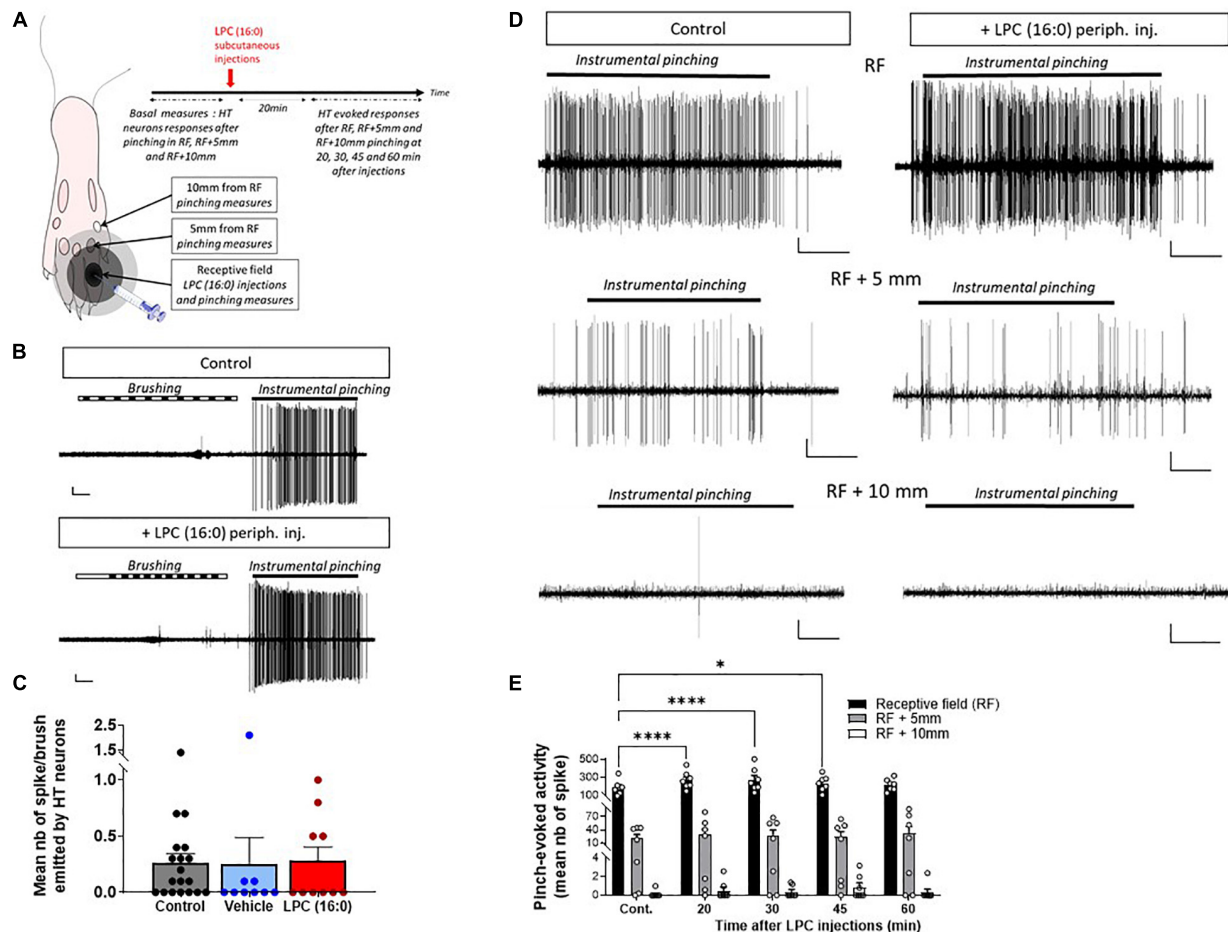 A
LPC (16:0)
subcutaneous
injections
Time
20min
Basal measures : HT
neurons responses after
pinching in RF, RF+5mm
and RF+10mm
HT evoked responses
after RF, RF+5mm and
RF+10mm pinching at
20, 30, 45 and 60 min
after injections
10mm from RF
pinching measures
5mm from RF
pinching measures
Receptive field
LPC (16:0) injections
and pinching measures
B
Control
Brushing
Instrumental pinching
+ LPC (16:0) periph. inj.
Brushing
Instrumental pinching
C
Mean nb of spike/brush
emitted by HT neurons
2.5
1.5
1.0
0.5
0.0
Control
Vehicle
LPC (16:0)
D
Control
+ LPC (16:0) periph. inj.
Instrumental pinching
RF
Instrumental pinching
RF + 5 mm
Instrumental pinching
Instrumental pinching
RF + 10 mm
Instrumental pinching
Instrumental pinching
E
*
****
****
Receptive field (RF)
RF + 5mm
RF + 10mm
Pinch-evoked activity
(mean nb of spike)
500
300
100
40
10
4
2
0
Cont.
20
30
45
60
Time after LPC injections (min)